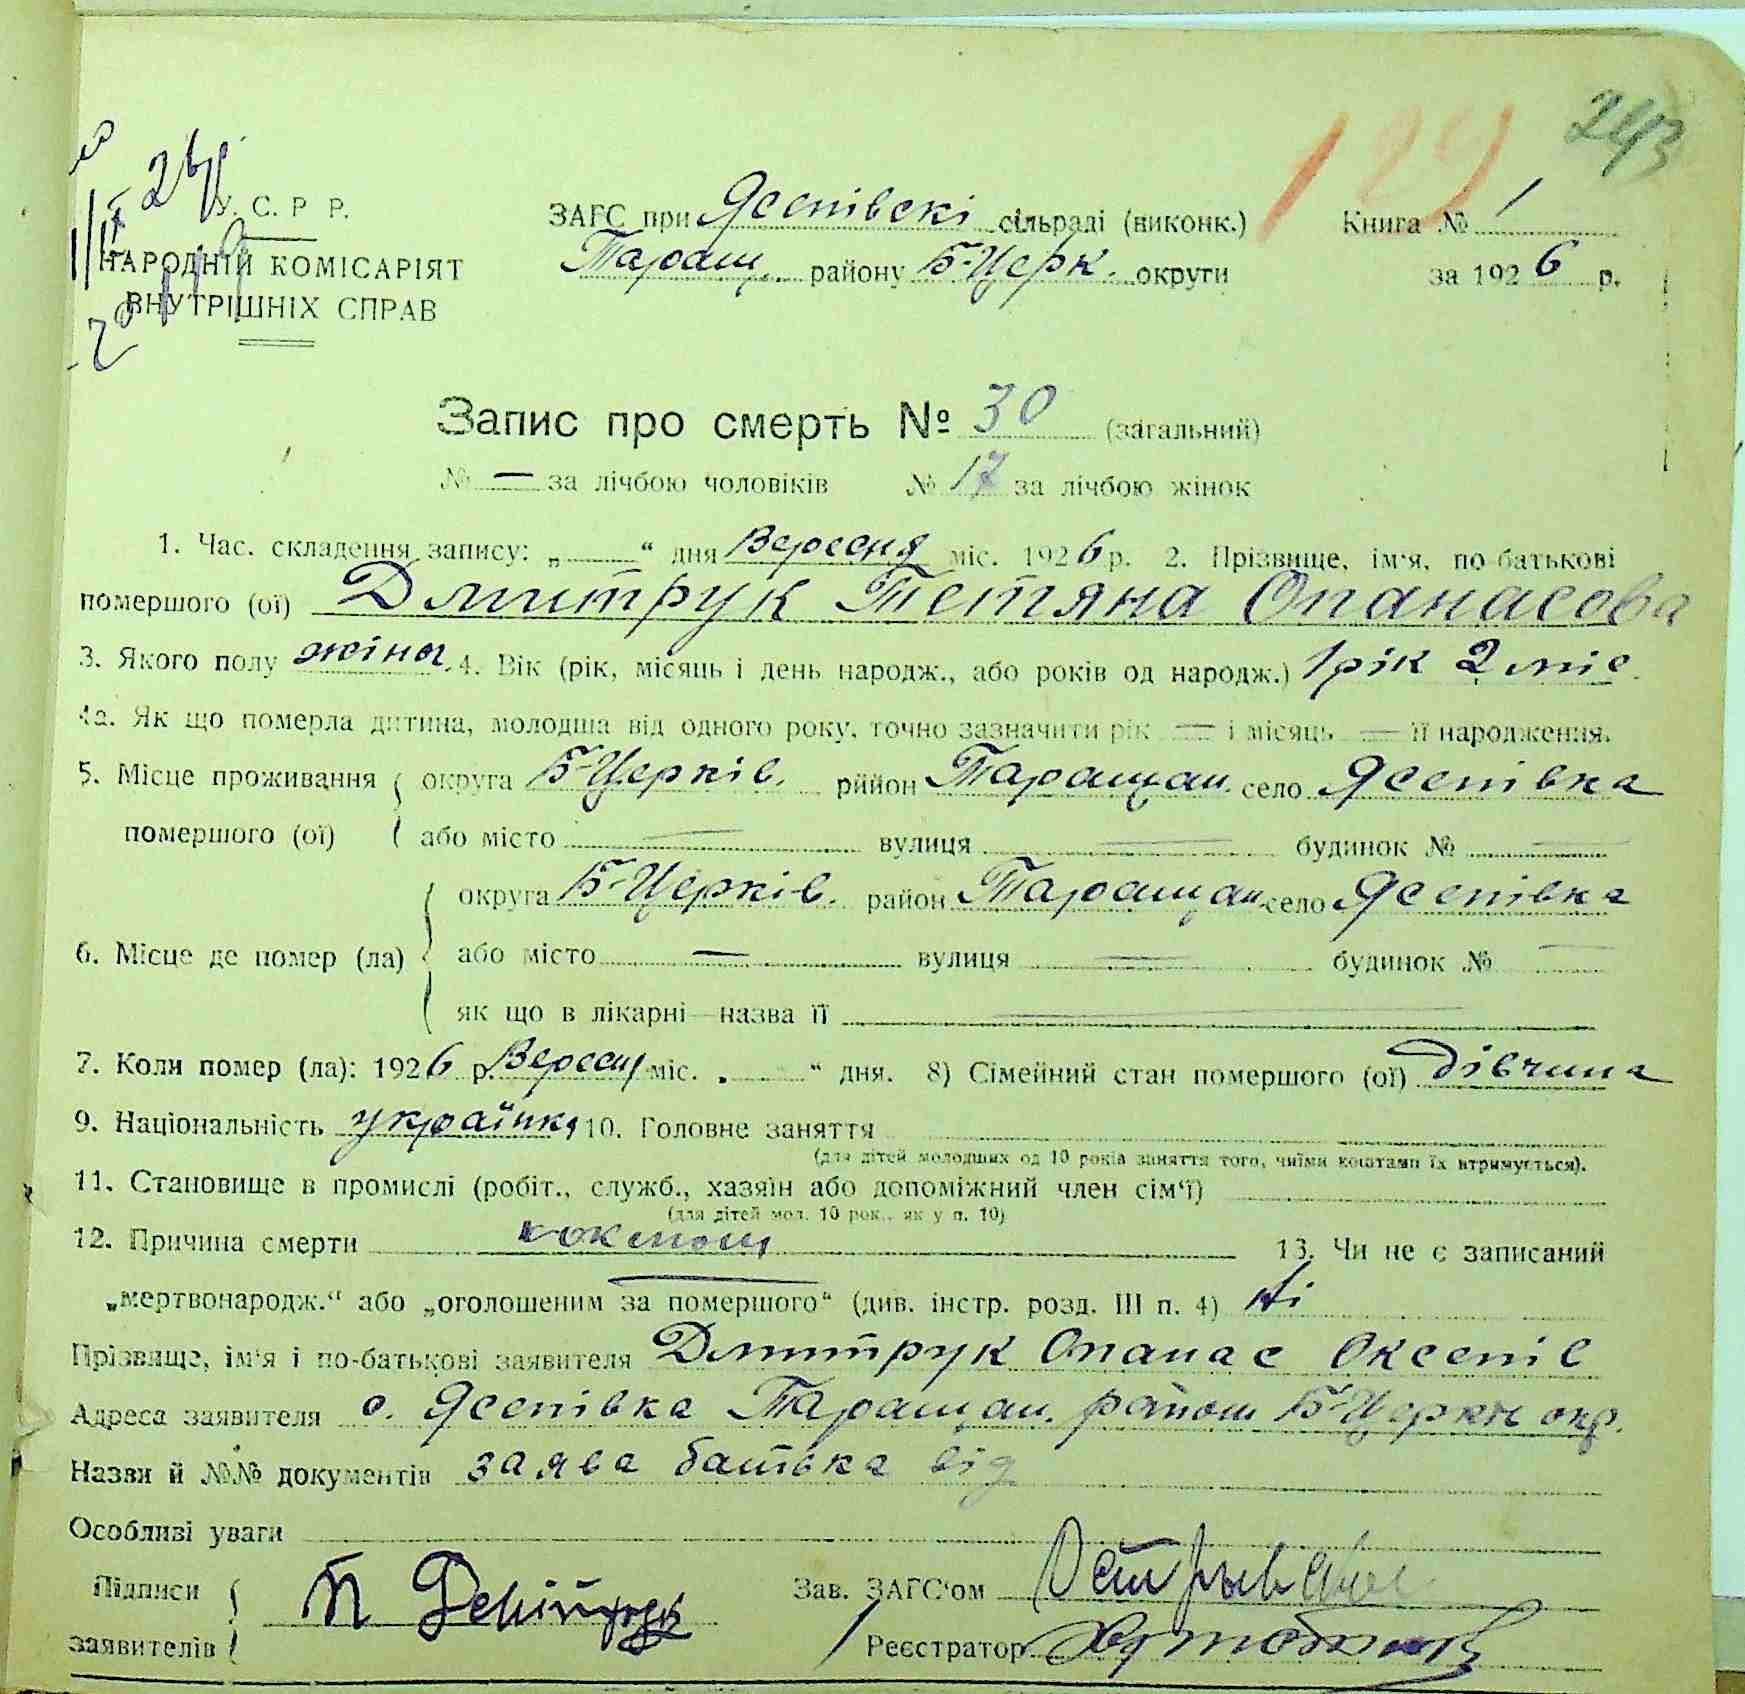 129 243
У. С. Р Р.
НАРОДНІЙ КОМІСАРІЯТ
ВНУТРІШНІХ СПРАВ
ЗАГС при Ясенівскі сільраді (виконк.) Книга № 1
Таращ. району Б-Церк. округи за 1926 р.
Запис про смерть № 30 (загальний)
№ — за лічбою чоловіків № 17 за лічбою жінок
1. Час. складення запису: „ “ дня Вересня міс. 1926 р. 2. Прізвище, ім'я, по-батькові
помершого (ої) Дмитрук Тетяна Опанасова
3. Якого полу жіноч. 4. Вік (рік, місяць і день народж., або років од народж.) 1 рік 2 міс.
4а. Як що померла дитина, молодша від одного року, точно зазначити рік — і місяць — її народження.
5. Місце проживання округа Б-Церків. рййон Таращан. село Ясенівка
помершого (ої) або місто — вулиця — будинок № —
округа Б-Церків. район Таращан село Ясенівка
6. Місце де помер (ла) або місто — вулиця — будинок № —
як що в лікарні—назва її —
7. Коли помер (ла): 1926 р. Вересня міс. „ “ дня. 8) Сімейний стан помершого (ої) дівчина
9. Національність українка 10. Головне заняття
(для дітей молодших од 10 років заняття того, чиїми коштами їх втримується).
11. Становище в промислі (робіт., служб., хазяїн або допоміжний член сім'ї)
(для дітей мол. 10 рок., як у п. 10)
12. Причина смерти коклюш 13. Чи не є записаний
„мертвонародж.“ або „оголошеним за помершого“ (див. інстр. розд. III п. 4) Ні
Прізвище, ім'я і по-батькові заявителя Дмитрук Опанас Оксентіє
Адреса заявителя с. Ясенівка Таращан. район Б-Церків окр.
Назви й №№ документів заява батька від
Особливі уваги
Підписи Зав. ЗАГС'ом
заявителів Реєстратор